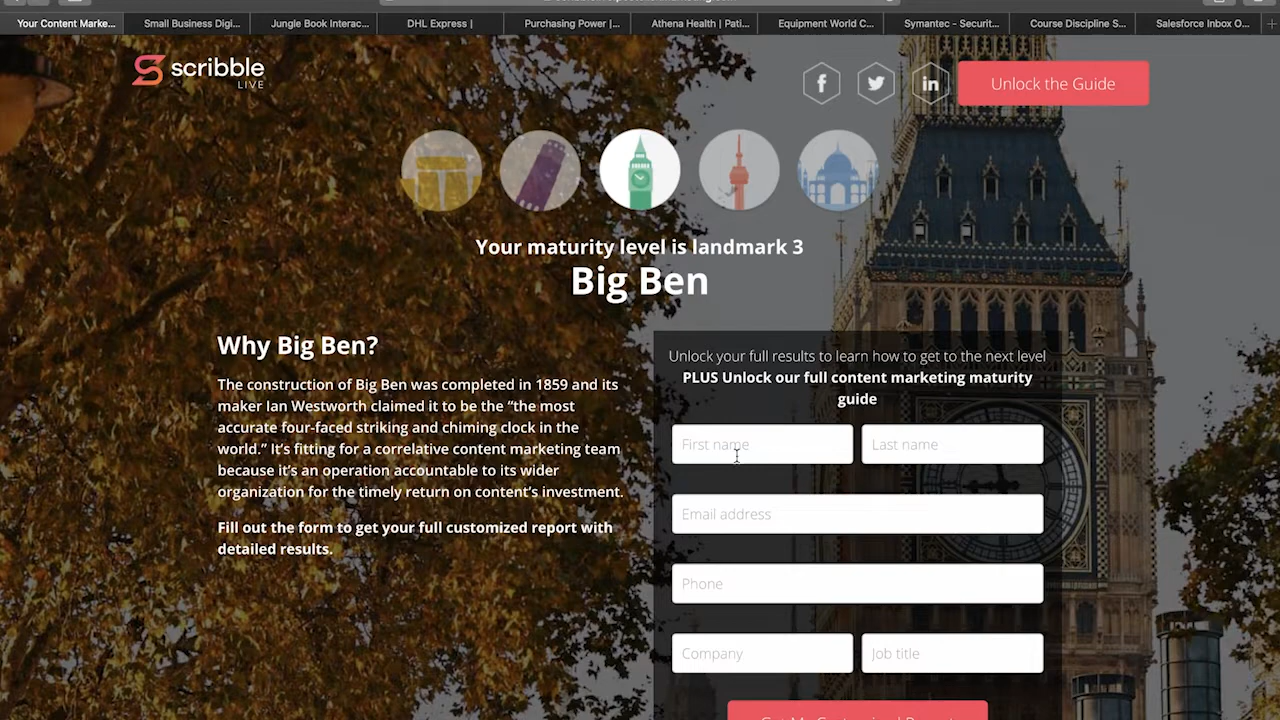 Your Content Marke...
Small Business Digi...
Jungle Book Interac...
DHL Express |
Purchasing Power |...
Athena Health | Pati...
Equipment World C...
Symantec - Securit...
Course Discipline S...
Salesforce Inbox O...
scribble
LIVE
f
in
Unlock the Guide
Your maturity level is landmark 3
Big Ben
Why Big Ben?
The construction of Big Ben was completed in 1859 and its
maker Ian Westworth claimed it to be the “the most
accurate four-faced striking and chiming clock in the
world.” It’s fitting for a correlative content marketing team
because it’s an operation accountable to its wider
organization for the timely return on content’s investment.
Fill out the form to get your full customized report with
detailed results.
Unlock your full results to learn how to get to the next level
PLUS Unlock our full content marketing maturity
guide
First name
Last name
Email address
Phone
Company
Job title